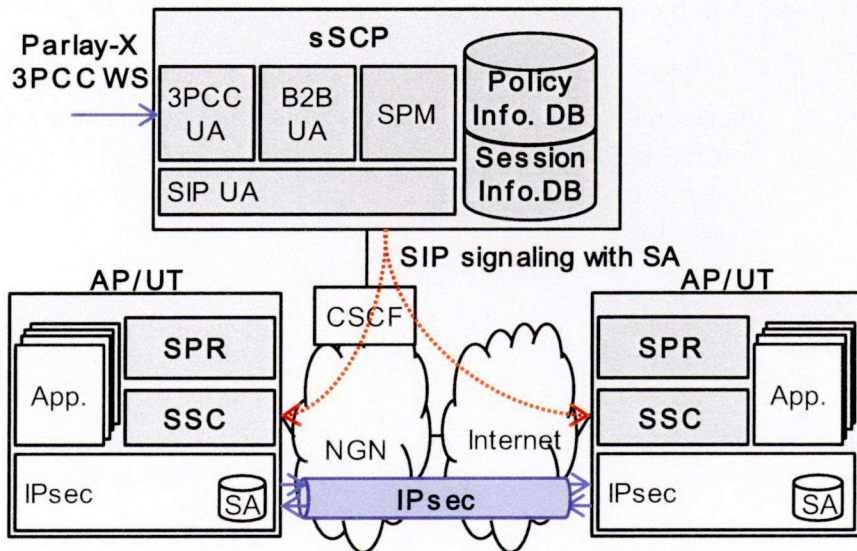 Parlay-X
3PCC WS
sSCP
3PCC
UA
B2B
UA
SPM
SIP UA
Policy
Info. DB
Session
Info.DB
SIP signaling with SA
AP/UT
AP/UT
CSCF
App.
SPR
SSC
IPsec
SA
NGN
Internet
IPsec
SPR
SSC
App.
IPsec
SA